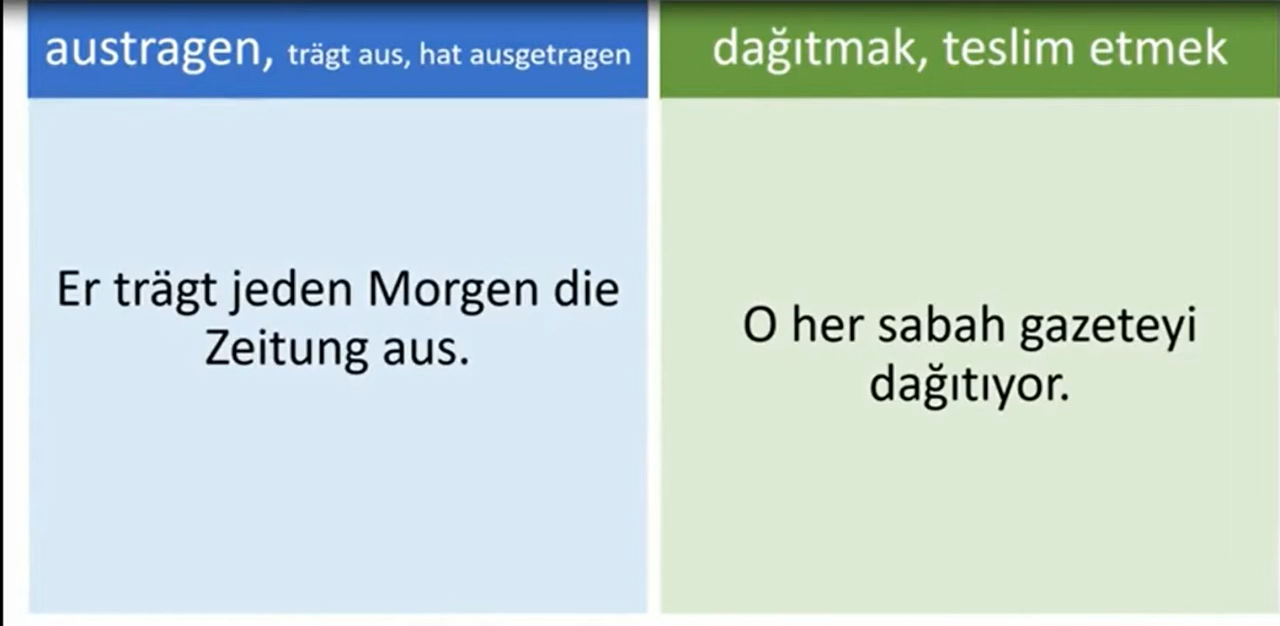 austragen, trägt aus, hat ausgetragen
dağıtmak, teslim etmek
Er trägt jeden Morgen die
Zeitung aus.
O her sabah gazeteyi
dağıtıyor.